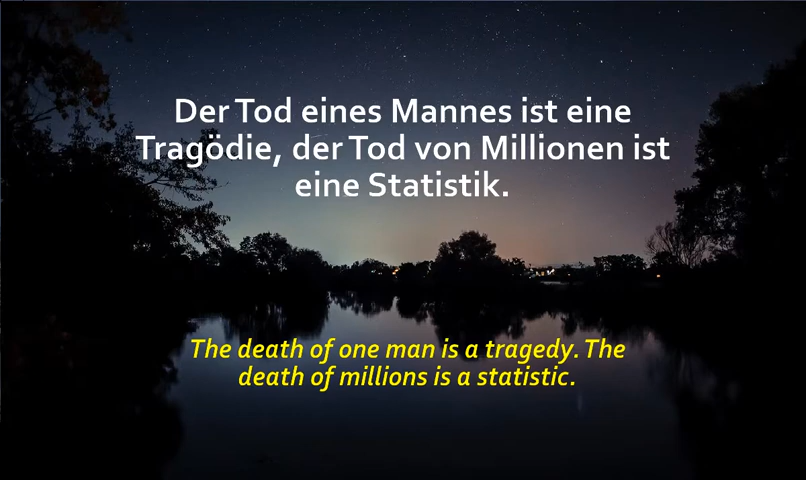 Der Tod eines Mannes ist eine
Tragödie, der Tod von Millionen ist
eine Statistik.
The death of one man is a tragedy. The
death of millions is a statistic.